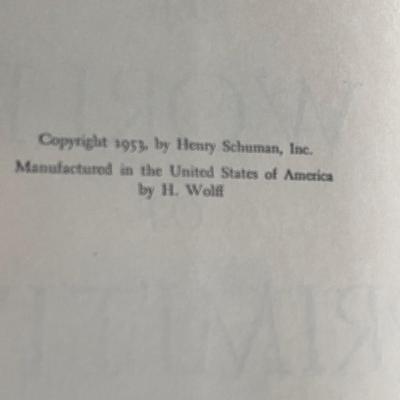 Copyright 1953, by Henry Schuman, Inc.
Manufactured in the United States of America
by H. Wolff